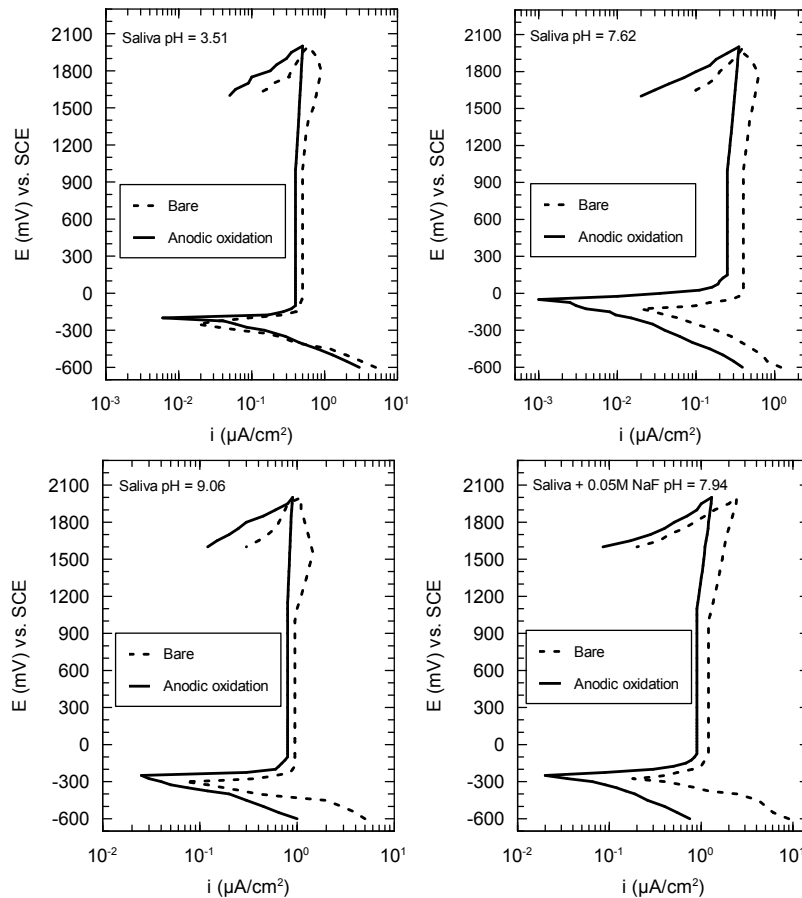 Saliva pH = 3.51
E (mV) vs. SCE
2100
1800
1500
1200
900
600
300
0
-300
-600
Bare
Anodic oxidation
10-3 10-2 10-1 100 101
i (µA/cm2)
Saliva pH = 7.62
E (mV) vs. SCE
2100
1800
1500
1200
900
600
300
0
-300
-600
Bare
Anodic oxidation
10-3 10-2 10-1 100
i (µA/cm2)
Saliva pH = 9.06
E (mV) vs. SCE
2100
1800
1500
1200
900
600
300
0
-300
-600
Bare
Anodic oxidation
10-2 10-1 100 101
i (µA/cm2)
Saliva + 0.05M NaF pH = 7.94
E (mV) vs. SCE
2100
1800
1500
1200
900
600
300
0
-300
-600
Bare
Anodic oxidation
10-2 10-1 100 101
i (µA/cm2)